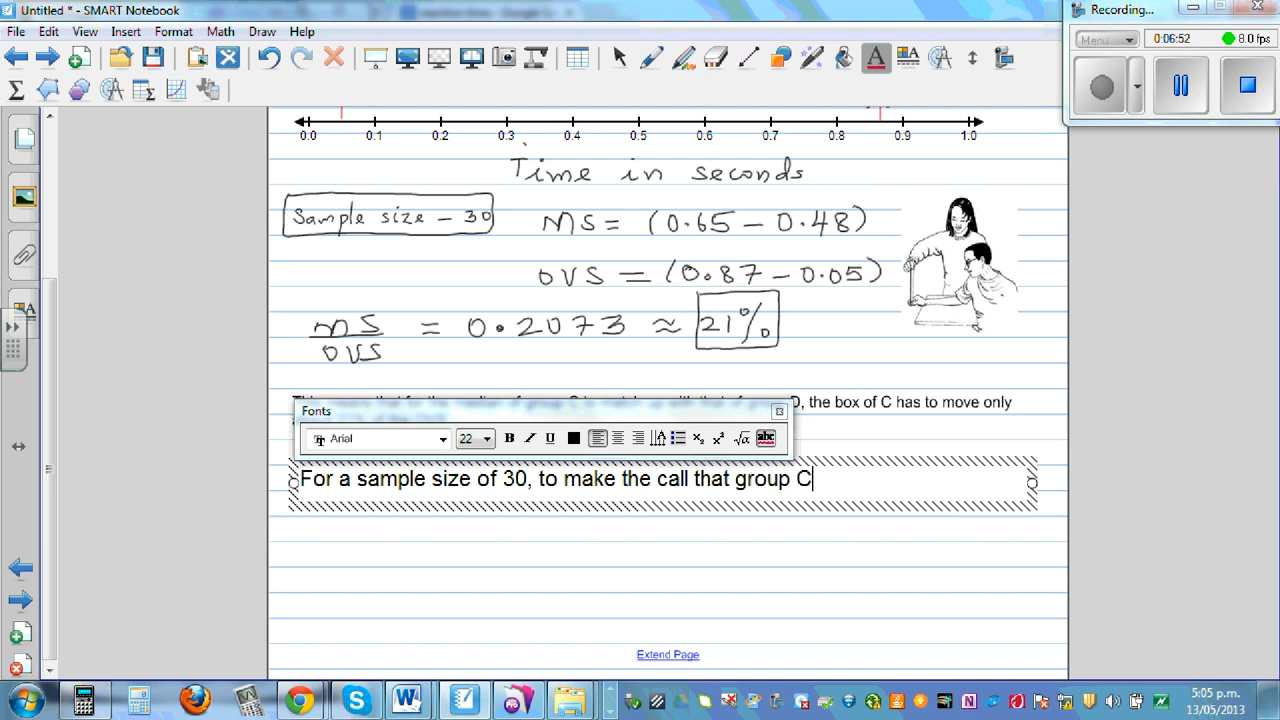 Untitled * - SMART Notebook
Recording...
File Edit View Insert Format Math Draw Help
Menu 0:06:52 8.0 fps
0.0 0.1 0.2 0.3 0.4 0.5 0.6 0.7 0.8 0.9 1.0
Time in seconds
Sample size - 30
MS = (0.65 - 0.48)
OVS = (0.87 - 0.05)
MS
OVS = 0.2073 ≈ 21%
D, the box of C has to move only
Fonts
Arial 22 B I U abc
For a sample size of 30, to make the call that group C
Extend Page
5:05 p.m.
13/05/2013